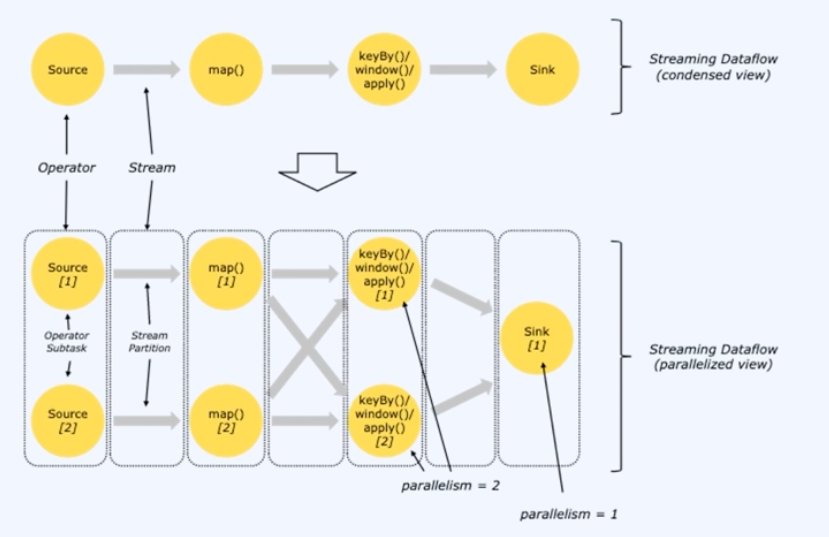 Source
map()
keyBy()/
window()/
apply()
Sink
Streaming Dataflow
(condensed view)
Operator
Stream
Source
[1]
map()
[1]
keyBy()/
window()/
apply()
[1]
Operator
Subtask
Stream
Partition
Sink
[1]
Streaming Dataflow
(parallelized view)
Source
[2]
map()
[2]
keyBy()/
window()/
apply()
[2]
parallelism = 2
parallelism = 1